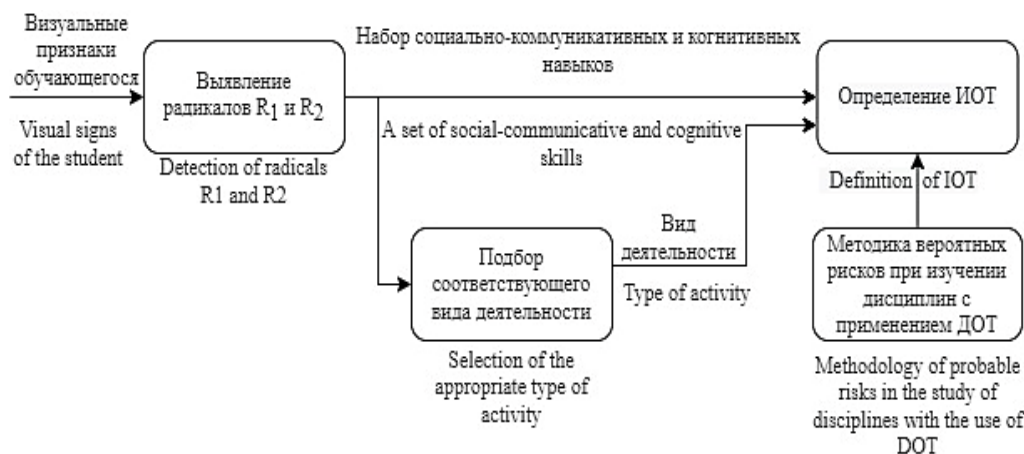 Визуальные
признаки
обучающегося
Visual signs
of the student
Выявление
радикалов R1 и R2
Detection of radicals
R1 and R2
Набор социально-коммуникативных и когнитивных
навыков
A set of social-communicative and cognitive
skills
Определение ИОТ
Definition of IOT
Подбор
соответствующего
вида деятельности
Selection of the
appropriate type of
activity
Вид
деятельности
Type of activity
Методика вероятных
рисков при изучении
дисциплин с
применением ДОТ
Methodology of probable
risks in the study of
disciplines with the use of
DOT